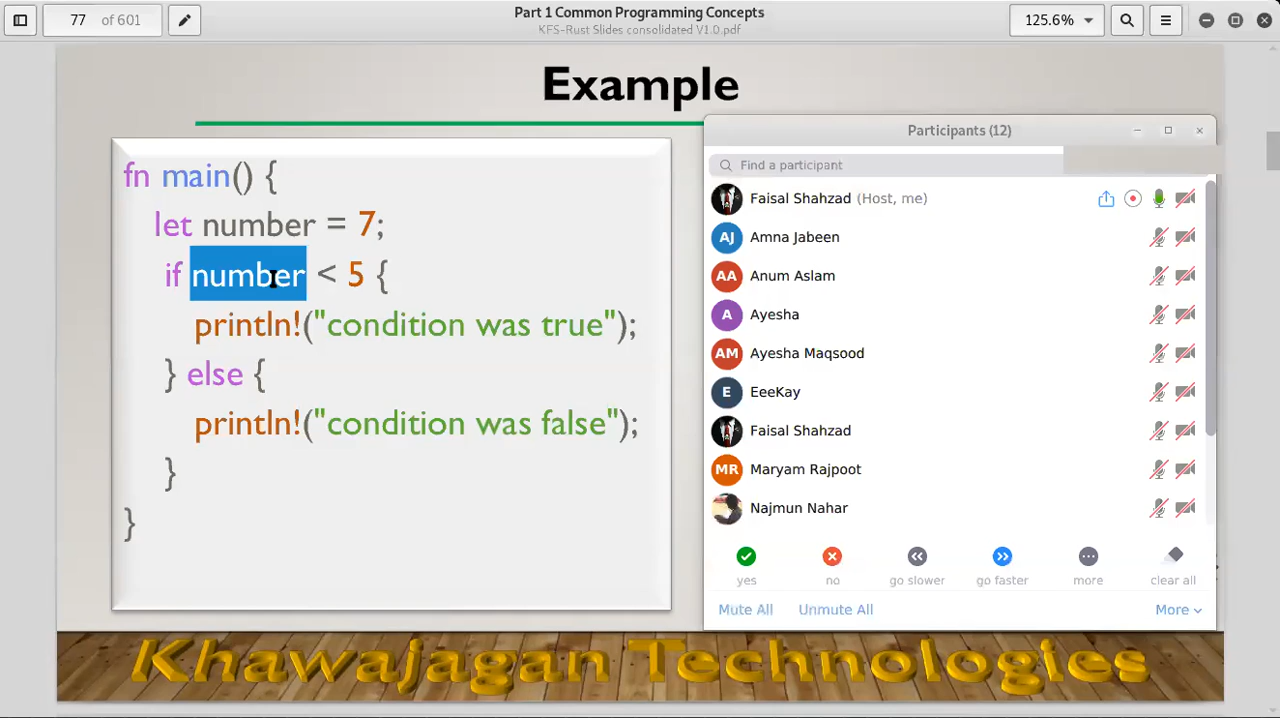 77 of 601
Part 1 Common Programming Concepts
KFS-Rust Slides consolidated V1.0.pdf
125.6%
Example
fn main() {
let number = 7;
if number < 5 {
println!("condition was true");
} else {
println!("condition was false");
}
}
Participants (12)
Find a participant
Faisal Shahzad (Host, me)
AJ Amna Jabeen
AA Anum Aslam
A Ayesha
AM Ayesha Maqsood
E EeeKay
Faisal Shahzad
MR Maryam Rajpoot
Najmun Nahar
yes no go slower go faster more clear all
Mute All Unmute All More
Khawajagan Technologies